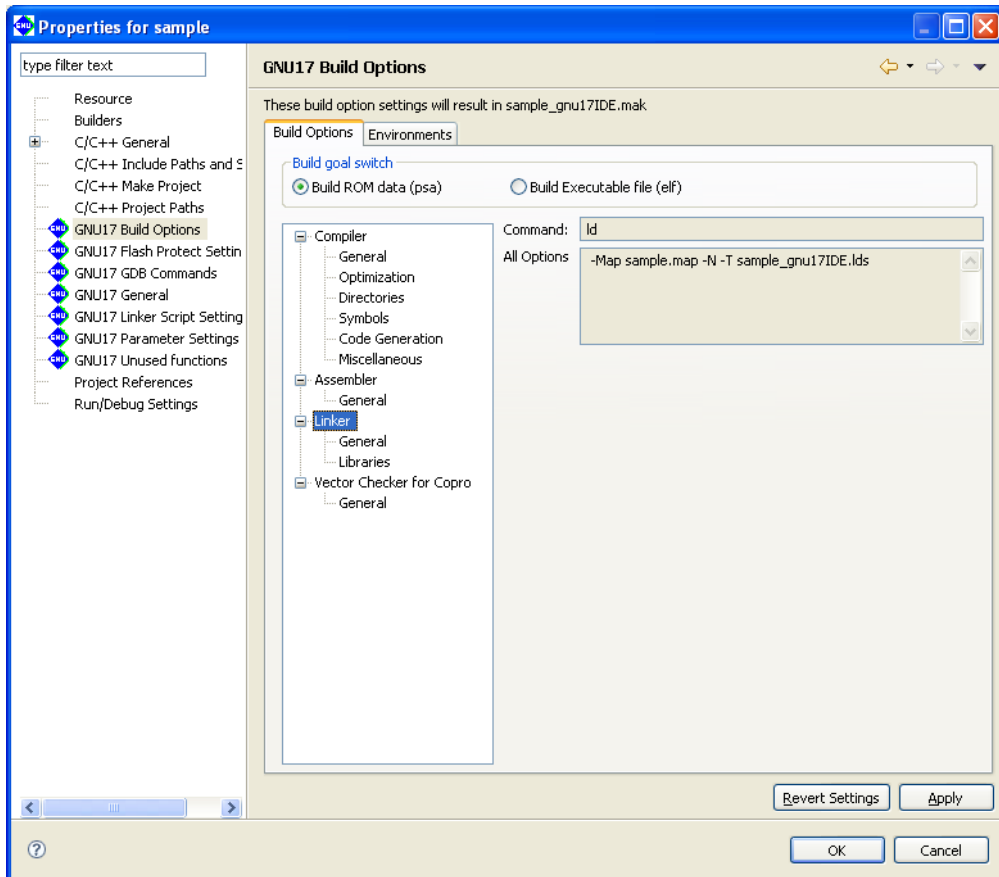 Properties for sample
type filter text
Resource
Builders
C/C++ General
C/C++ Include Paths and S
C/C++ Make Project
C/C++ Project Paths
GNU17 Build Options
GNU17 Flash Protect Settin
GNU17 GDB Commands
GNU17 General
GNU17 Linker Script Setting
GNU17 Parameter Settings
GNU17 Unused functions
Project References
Run/Debug Settings
GNU17 Build Options
These build option settings will result in sample_gnu17IDE.mak
Build Options
Environments
Build goal switch
Build ROM data (psa)
Build Executable file (elf)
Compiler
General
Optimization
Directories
Symbols
Code Generation
Miscellaneous
Assembler
General
Linker
General
Libraries
Vector Checker for Copro
General
Command:
ld
All Options
-Map sample.map -N -T sample_gnu17IDE.lds
Revert Settings
Apply
OK
Cancel